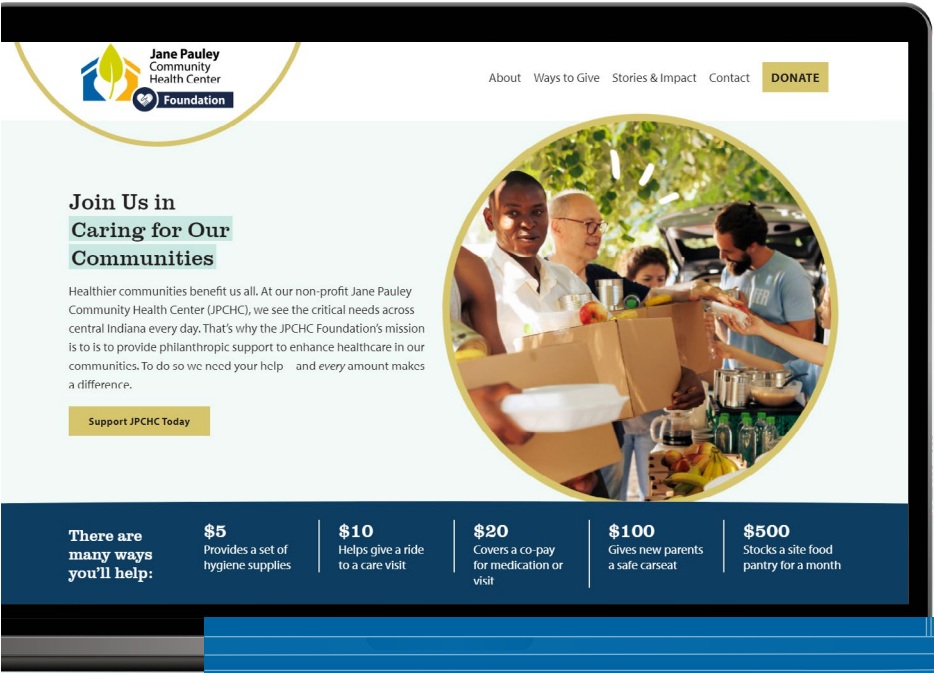 Jane Pauley
Community
Health Center
Foundation
About Ways to Give Stories & Impact Contact DONATE
Join Us in
Caring for Our
Communities
Healthier communities benefit us all. At our non-profit Jane Pauley
Community Health Center (JPCHC), we see the critical needs across
central Indiana every day. That’s why the JPCHC Foundation’s mission
is to is to provide philanthropic support to enhance healthcare in our
communities. To do so we need your help and every amount makes
a difference.
Support JPCHC Today
There are
many ways
you’ll help:
$5
Provides a set of
hygiene supplies
$10
Helps give a ride
to a care visit
$20
Covers a co-pay
for medication or
visit
$100
Gives new parents
a safe carseat
$500
Stocks a site food
pantry for a month